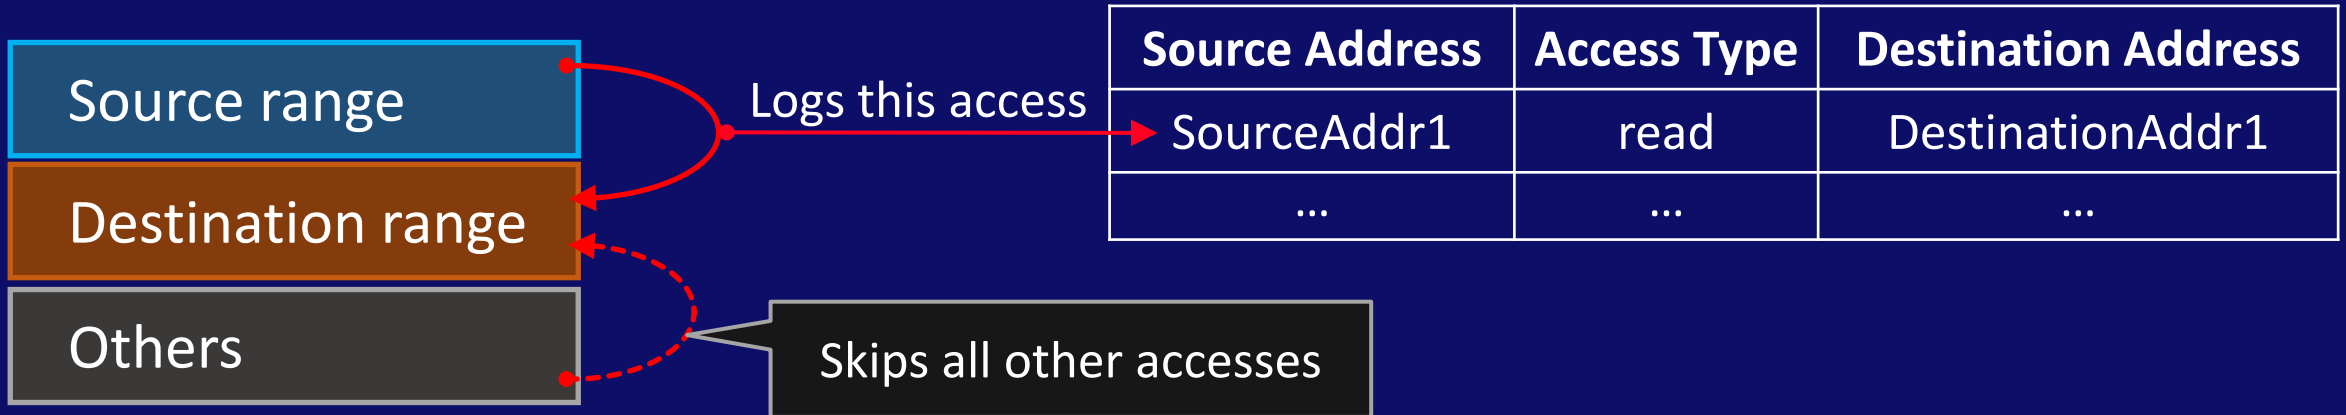 Source range
Destination range
Others
Logs this access
Skips all other accesses
Source Address Access Type Destination Address
SourceAddr1 read DestinationAddr1
... ... ...